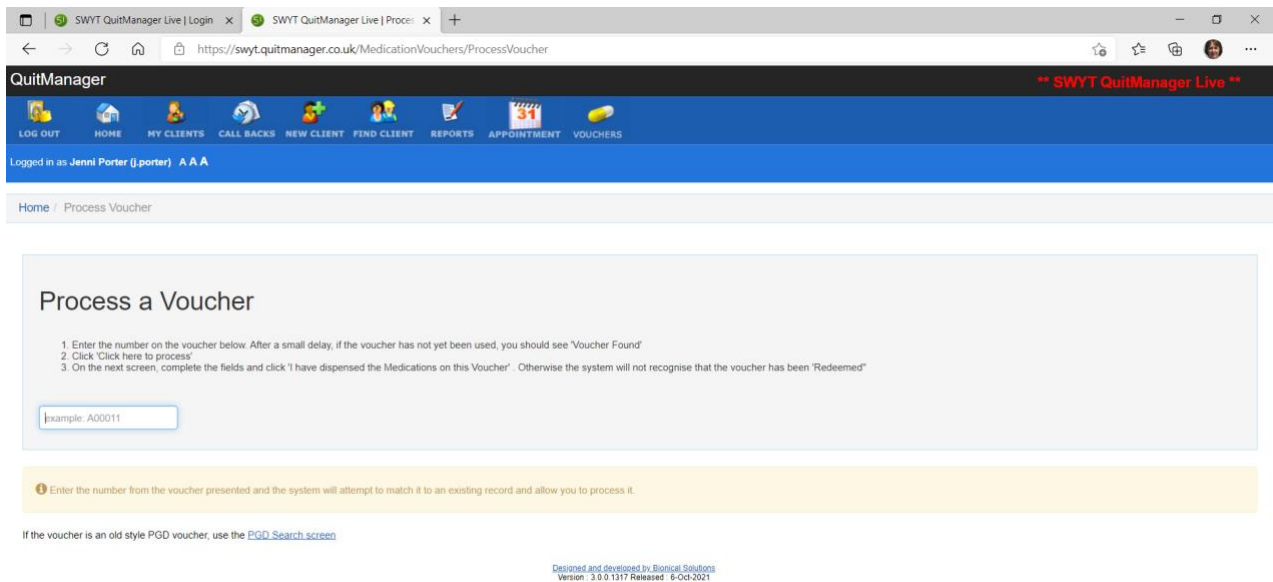 SWYT QuitManager Live | Login
SWYT QuitManager Live | Proces
https://swyt.quitmanager.co.uk/MedicationVouchers/ProcessVoucher
QuitManager
** SWYT QuitManager Live **
LOG OUT HOME MY CLIENTS CALL BACKS NEW CLIENT FIND CLIENT REPORTS 31 APPOINTMENT VOUCHERS
Logged in as Jenni Porter (j.porter) A A A
Home / Process Voucher
Process a Voucher
1. Enter the number on the voucher below. After a small delay, if the voucher has not yet been used, you should see 'Voucher Found'
2. Click 'Click here to process'
3. On the next screen, complete the fields and click 'I have dispensed the Medications on this Voucher' . Otherwise the system will not recognise that the voucher has been 'Redeemed"
example: A00011
Enter the number from the voucher presented and the system will attempt to match it to an existing record and allow you to process it.
If the voucher is an old style PGD voucher, use the PGD Search screen
Designed and developed by Bionical Solutions
Version : 3.0.0.1317 Released : 6-Oct-2021